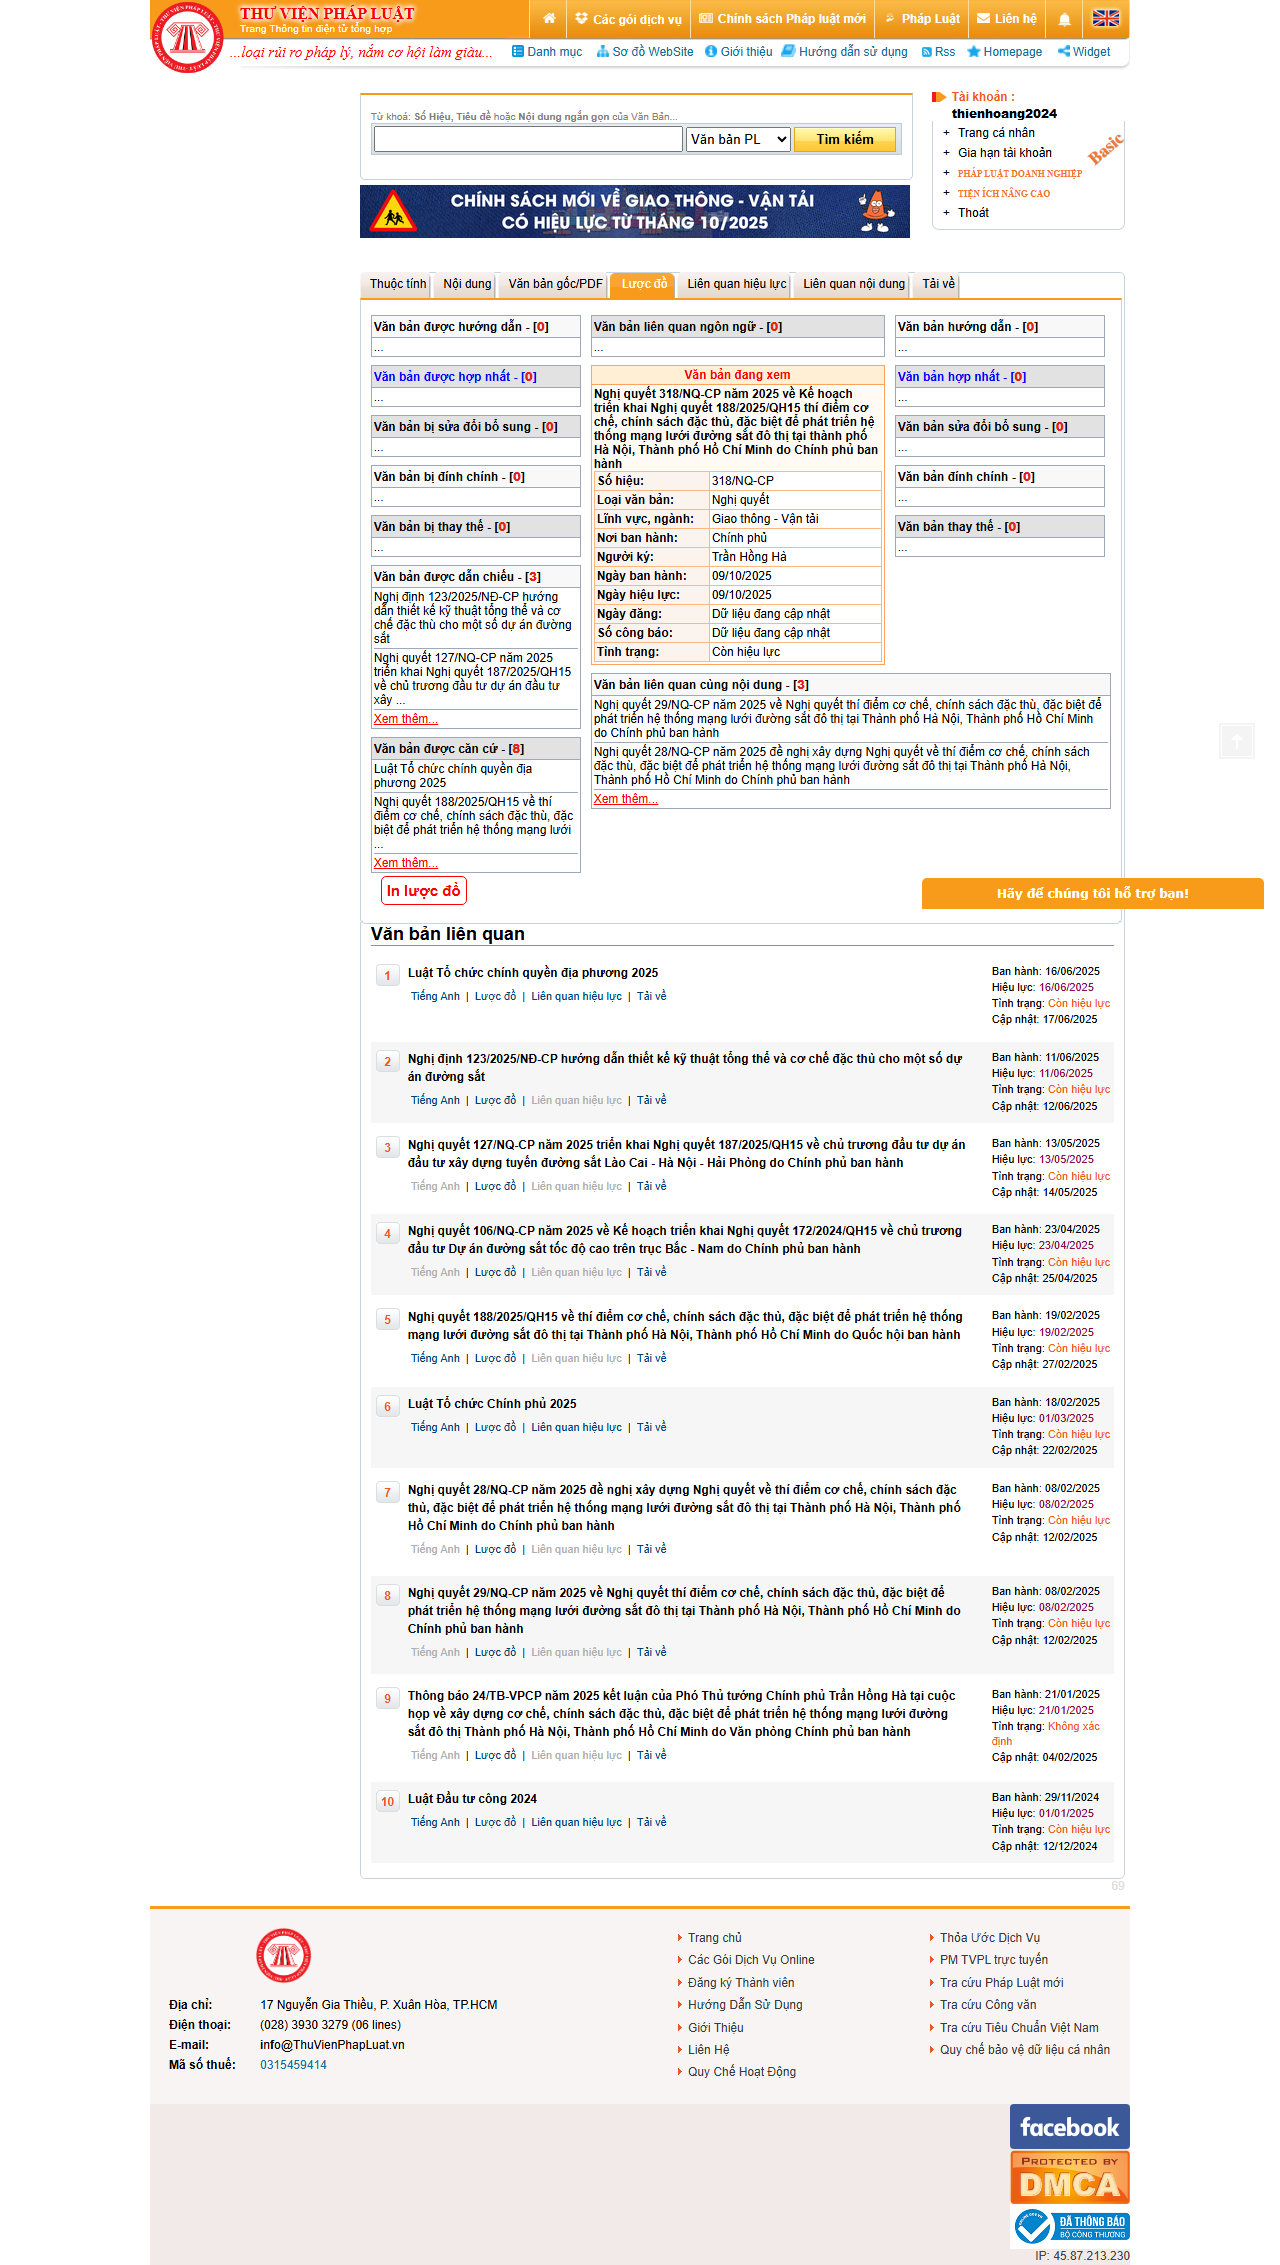 THƯ VIỆN PHÁP LUẬT
Trang Thông tin điện tử tổng hợp
Các gói dịch vụ
Chính sách Pháp luật mới
Pháp Luật
Liên hệ
...loại rủi ro pháp lý, nắm cơ hội làm giàu...
Danh mục
Sơ đồ WebSite
Giới thiệu
Hướng dẫn sử dụng
Rss
Homepage
Widget
Từ khoá: Số Hiệu, Tiêu đề hoặc Nội dung ngắn gọn của Văn Bản...
Văn bản PL
Tìm kiếm
Tài khoản :
thienhoang2024
+ Trang cá nhân
+ Gia hạn tài khoản
+ PHÁP LUẬT DOANH NGHIỆP
+ TIỆN ÍCH NÂNG CAO
+ Thoát
Basic
CHÍNH SÁCH MỚI VỀ GIAO THÔNG - VẬN TẢI
CÓ HIỆU LỰC TỪ THÁNG 10/2025
Thuộc tính
Nội dung
Văn bản gốc/PDF
Lược đồ
Liên quan hiệu lực
Liên quan nội dung
Tải về
Văn bản được hướng dẫn - [0]
...
Văn bản được hợp nhất - [0]
...
Văn bản bị sửa đổi bổ sung - [0]
...
Văn bản bị đính chính - [0]
...
Văn bản bị thay thế - [0]
...
Văn bản được dẫn chiếu - [3]
Nghị định 123/2025/NĐ-CP hướng
dẫn thiết kế kỹ thuật tổng thể và cơ
chế đặc thù cho một số dự án đường
sắt
Nghị quyết 127/NQ-CP năm 2025
triển khai Nghị quyết 187/2025/QH15
về chủ trương đầu tư dự án đầu tư
xây ...
Xem thêm...
Văn bản được căn cứ - [8]
Luật Tổ chức chính quyền địa
phương 2025
Nghị quyết 188/2025/QH15 về thí
điểm cơ chế, chính sách đặc thù, đặc
biệt để phát triển hệ thống mạng lưới
...
Xem thêm...
Văn bản liên quan ngôn ngữ - [0]
...
Văn bản đang xem
Nghị quyết 318/NQ-CP năm 2025 về Kế hoạch
triển khai Nghị quyết 188/2025/QH15 thí điểm cơ
chế, chính sách đặc thù, đặc biệt để phát triển hệ
thống mạng lưới đường sắt đô thị tại thành phố
Hà Nội, Thành phố Hồ Chí Minh do Chính phủ ban
hành
Số hiệu: 318/NQ-CP
Loại văn bản: Nghị quyết
Lĩnh vực, ngành: Giao thông - Vận tải
Nơi ban hành: Chính phủ
Người ký: Trần Hồng Hà
Ngày ban hành: 09/10/2025
Ngày hiệu lực: 09/10/2025
Ngày đăng: Dữ liệu đang cập nhật
Số công báo: Dữ liệu đang cập nhật
Tình trạng: Còn hiệu lực
Văn bản hướng dẫn - [0]
...
Văn bản hợp nhất - [0]
...
Văn bản sửa đổi bổ sung - [0]
...
Văn bản đính chính - [0]
...
Văn bản thay thế - [0]
...
Văn bản liên quan cùng nội dung - [3]
Nghị quyết 29/NQ-CP năm 2025 về Nghị quyết thí điểm cơ chế, chính sách đặc thù, đặc biệt để
phát triển hệ thống mạng lưới đường sắt đô thị tại Thành phố Hà Nội, Thành phố Hồ Chí Minh
do Chính phủ ban hành
Nghị quyết 28/NQ-CP năm 2025 đề nghị xây dựng Nghị quyết về thí điểm cơ chế, chính sách
đặc thù, đặc biệt để phát triển hệ thống mạng lưới đường sắt đô thị tại Thành phố Hà Nội,
Thành phố Hồ Chí Minh do Chính phủ ban hành
Xem thêm...
In lược đồ
Hãy để chúng tôi hỗ trợ bạn!
Văn bản liên quan
1 Luật Tổ chức chính quyền địa phương 2025
Tiếng Anh | Lược đồ | Liên quan hiệu lực | Tải về
Ban hành: 16/06/2025
Hiệu lực: 16/06/2025
Tình trạng: Còn hiệu lực
Cập nhật: 17/06/2025
2 Nghị định 123/2025/NĐ-CP hướng dẫn thiết kế kỹ thuật tổng thể và cơ chế đặc thù cho một số dự
án đường sắt
Tiếng Anh | Lược đồ | Liên quan hiệu lực | Tải về
Ban hành: 11/06/2025
Hiệu lực: 11/06/2025
Tình trạng: Còn hiệu lực
Cập nhật: 12/06/2025
3 Nghị quyết 127/NQ-CP năm 2025 triển khai Nghị quyết 187/2025/QH15 về chủ trương đầu tư dự án
đầu tư xây dựng tuyến đường sắt Lào Cai - Hà Nội - Hải Phòng do Chính phủ ban hành
Tiếng Anh | Lược đồ | Liên quan hiệu lực | Tải về
Ban hành: 13/05/2025
Hiệu lực: 13/05/2025
Tình trạng: Còn hiệu lực
Cập nhật: 14/05/2025
4 Nghị quyết 106/NQ-CP năm 2025 về Kế hoạch triển khai Nghị quyết 172/2024/QH15 về chủ trương
đầu tư Dự án đường sắt tốc độ cao trên trục Bắc - Nam do Chính phủ ban hành
Tiếng Anh | Lược đồ | Liên quan hiệu lực | Tải về
Ban hành: 23/04/2025
Hiệu lực: 23/04/2025
Tình trạng: Còn hiệu lực
Cập nhật: 25/04/2025
5 Nghị quyết 188/2025/QH15 về thí điểm cơ chế, chính sách đặc thù, đặc biệt để phát triển hệ thống
mạng lưới đường sắt đô thị tại Thành phố Hà Nội, Thành phố Hồ Chí Minh do Quốc hội ban hành
Tiếng Anh | Lược đồ | Liên quan hiệu lực | Tải về
Ban hành: 19/02/2025
Hiệu lực: 19/02/2025
Tình trạng: Còn hiệu lực
Cập nhật: 27/02/2025
6 Luật Tổ chức Chính phủ 2025
Tiếng Anh | Lược đồ | Liên quan hiệu lực | Tải về
Ban hành: 18/02/2025
Hiệu lực: 01/03/2025
Tình trạng: Còn hiệu lực
Cập nhật: 22/02/2025
7 Nghị quyết 28/NQ-CP năm 2025 đề nghị xây dựng Nghị quyết về thí điểm cơ chế, chính sách đặc
thù, đặc biệt để phát triển hệ thống mạng lưới đường sắt đô thị tại Thành phố Hà Nội, Thành phố
Hồ Chí Minh do Chính phủ ban hành
Tiếng Anh | Lược đồ | Liên quan hiệu lực | Tải về
Ban hành: 08/02/2025
Hiệu lực: 08/02/2025
Tình trạng: Còn hiệu lực
Cập nhật: 12/02/2025
8 Nghị quyết 29/NQ-CP năm 2025 về Nghị quyết thí điểm cơ chế, chính sách đặc thù, đặc biệt để
phát triển hệ thống mạng lưới đường sắt đô thị tại Thành phố Hà Nội, Thành phố Hồ Chí Minh do
Chính phủ ban hành
Tiếng Anh | Lược đồ | Liên quan hiệu lực | Tải về
Ban hành: 08/02/2025
Hiệu lực: 08/02/2025
Tình trạng: Còn hiệu lực
Cập nhật: 12/02/2025
9 Thông báo 24/TB-VPCP năm 2025 kết luận của Phó Thủ tướng Chính phủ Trần Hồng Hà tại cuộc
họp về xây dựng cơ chế, chính sách đặc thù, đặc biệt để phát triển hệ thống mạng lưới đường
sắt đô thị Thành phố Hà Nội, Thành phố Hồ Chí Minh do Văn phòng Chính phủ ban hành
Tiếng Anh | Lược đồ | Liên quan hiệu lực | Tải về
Ban hành: 21/01/2025
Hiệu lực: 21/01/2025
Tình trạng: Không xác
định
Cập nhật: 04/02/2025
10 Luật Đầu tư công 2024
Tiếng Anh | Lược đồ | Liên quan hiệu lực | Tải về
Ban hành: 29/11/2024
Hiệu lực: 01/01/2025
Tình trạng: Còn hiệu lực
Cập nhật: 12/12/2024
69
Địa chỉ: 17 Nguyễn Gia Thiều, P. Xuân Hòa, TP.HCM
Điện thoại: (028) 3930 3279 (06 lines)
E-mail: info@ThuVienPhapLuat.vn
Mã số thuế: 0315459414
Trang chủ
Các Gói Dịch Vụ Online
Đăng ký Thành viên
Hướng Dẫn Sử Dụng
Giới Thiệu
Liên Hệ
Quy Chế Hoạt Động
Thỏa Ước Dịch Vụ
PM TVPL trực tuyến
Tra cứu Pháp Luật mới
Tra cứu Công văn
Tra cứu Tiêu Chuẩn Việt Nam
Quy chế bảo vệ dữ liệu cá nhân
facebook
PROTECTED BY
DMCA
ĐÃ THÔNG BÁO
BỘ CÔNG THƯƠNG
IP: 45.87.213.230